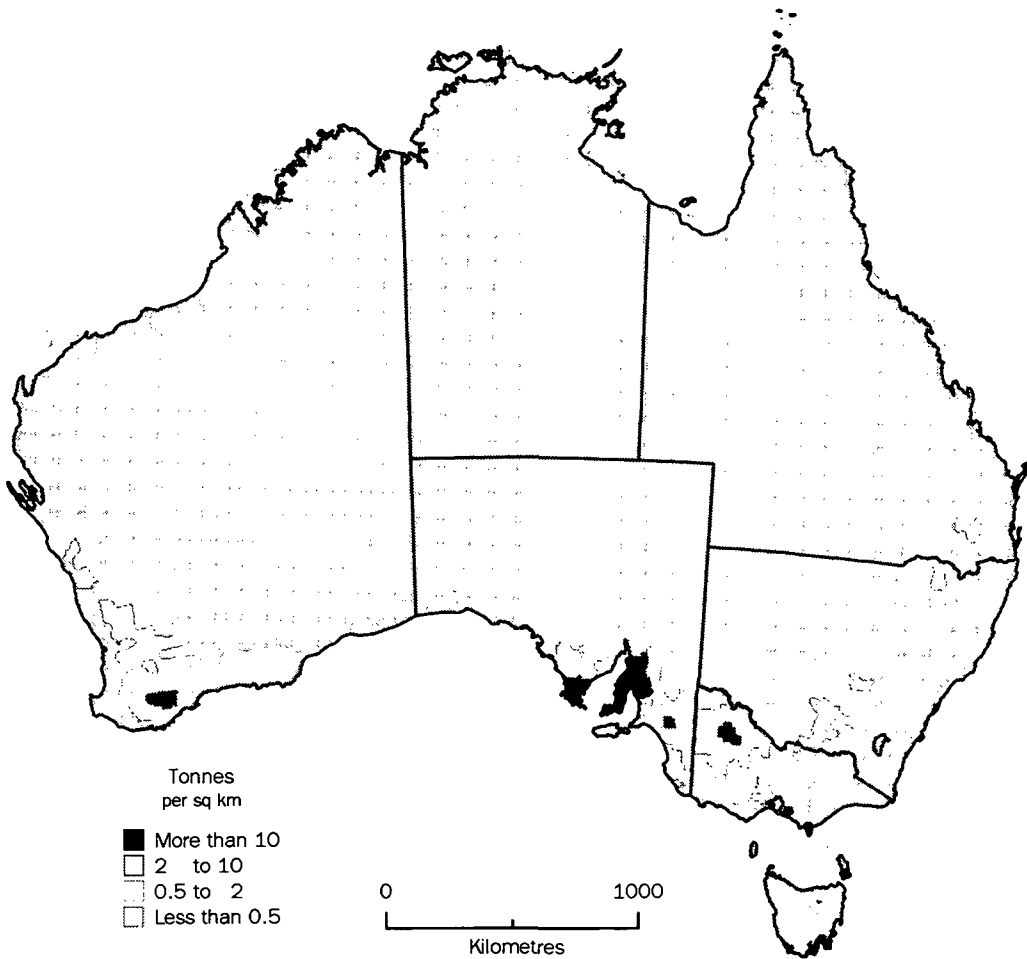 Tonnes
per sq km
More than 10
2 to 10
0.5 to 2
Less than 0.5
0 1000
Kilometres